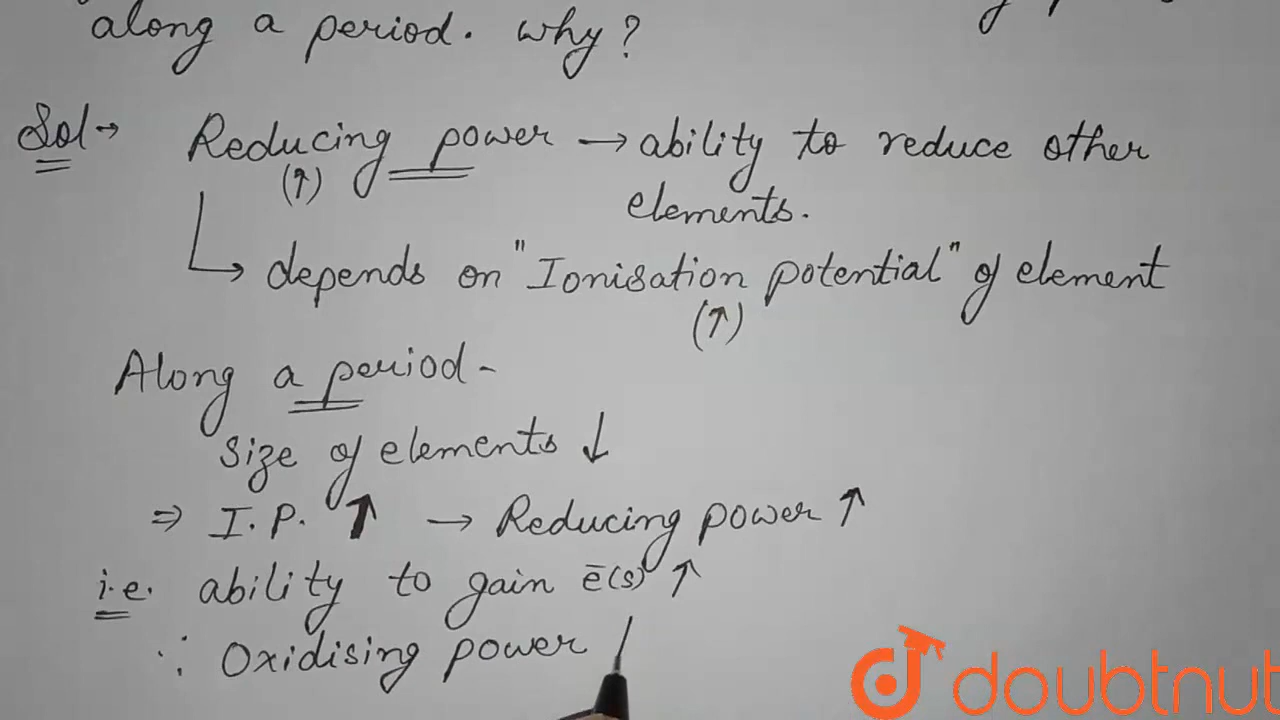 along a period. why?
Sol → Reducing power → ability to reduce other
(↑) elements.
↳ depends on "Ionisation potential" of element
(↑)
Along a period -
Size of elements ↓
⇒ I.P. ↑ → Reducing power ↑
i.e. ability to gain ē(s) ↑
∴ Oxidising power
doubtnut